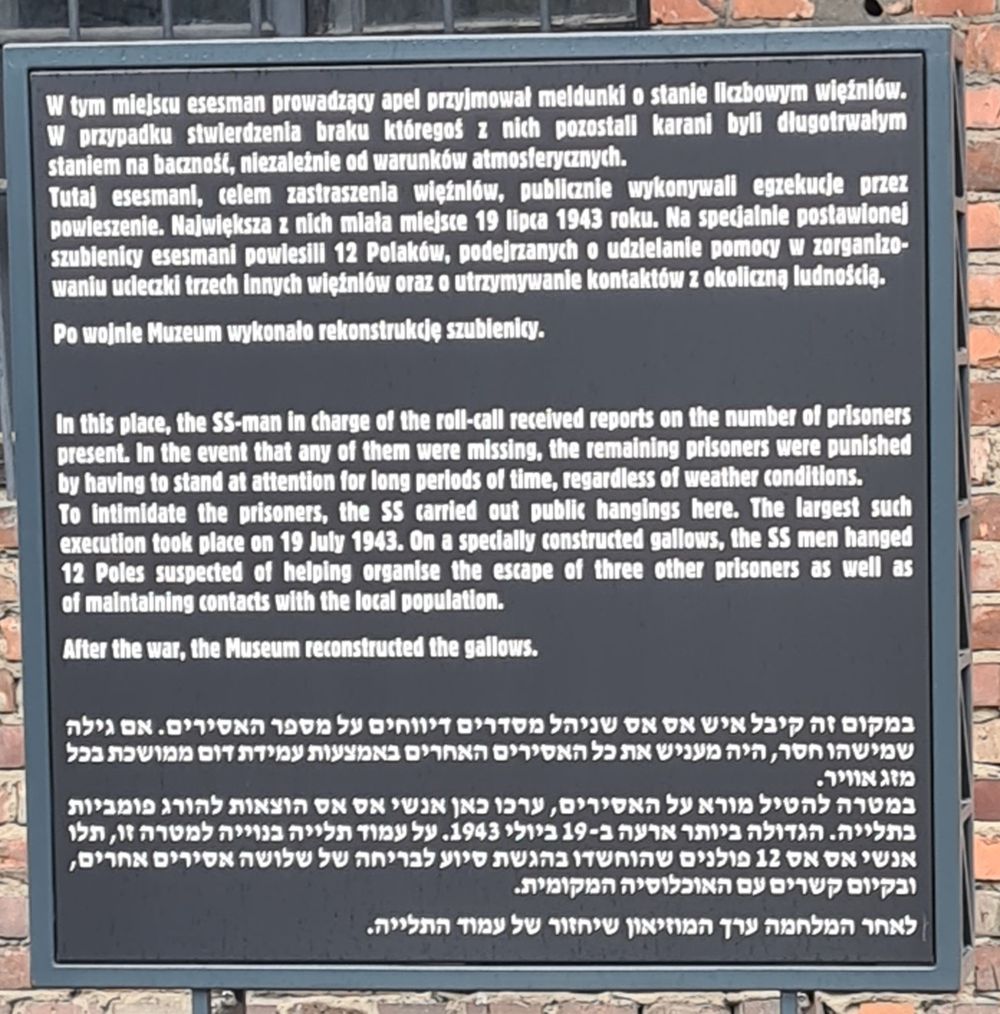 W tym miejscu esesman prowadzący apel przyjmował meldunki o stanie liczbowym więźniów.
W przypadku stwierdzenia braku któregoś z nich pozostali karani byli długotrwałym
staniem na baczność, niezależnie od warunków atmosferycznych.
Tutaj esesmani, celem zastraszenia więźniów, publicznie wykonywali egzekucje przez
powieszenie. Największa z nich miała miejsce 19 lipca 1943 roku. Na specjalnie postawionej
szubienicy esesmani powiesili 12 Polaków, podejrzanych o udzielanie pomocy w zorganizo-
waniu ucieczki trzech innych więźniów oraz o utrzymywanie kontaktów z okoliczną ludnością.
Po wojnie Muzeum wykonało rekonstrukcję szubienicy.
In this place, the SS-man in charge of the roll-call received reports on the number of prisoners
present. In the event that any of them were missing, the remaining prisoners were punished
by having to stand at attention for long periods of time, regardless of weather conditions.
To intimidate the prisoners, the SS carried out public hangings here. The largest such
execution took place on 19 July 1943. On a specially constructed gallows, the SS men hanged
12 Poles suspected of helping organise the escape of three other prisoners as well as
of maintaining contacts with the local population.
After the war, the Museum reconstructed the gallows.
במקום זה קיבל איש אס אס שניהל מסדרים דיווחים על מספר האסירים. אם גילה
שמישהו חסר, היה מעניש את כל האסירים האחרים באמצעות עמידת דום ממושכת בכל
מזג אוויר.
במטרה להטיל מורא על האסירים, ערכו כאן אנשי אס אס הוצאות להורג פומביות
בתלייה. הגדולה ביותר ארעה ב-19 ביולי 1943. על עמוד תלייה בנוייה למטרה זו, תלו
אנשי אס אס 12 פולנים שהוחשדו בהגשת סיוע לבריחה של שלושה אסירים אחרים,
ובקיום קשרים עם האוכלוסיה המקומית.
לאחר המלחמה ערך המוזיאון שיחזור של עמוד התלייה.